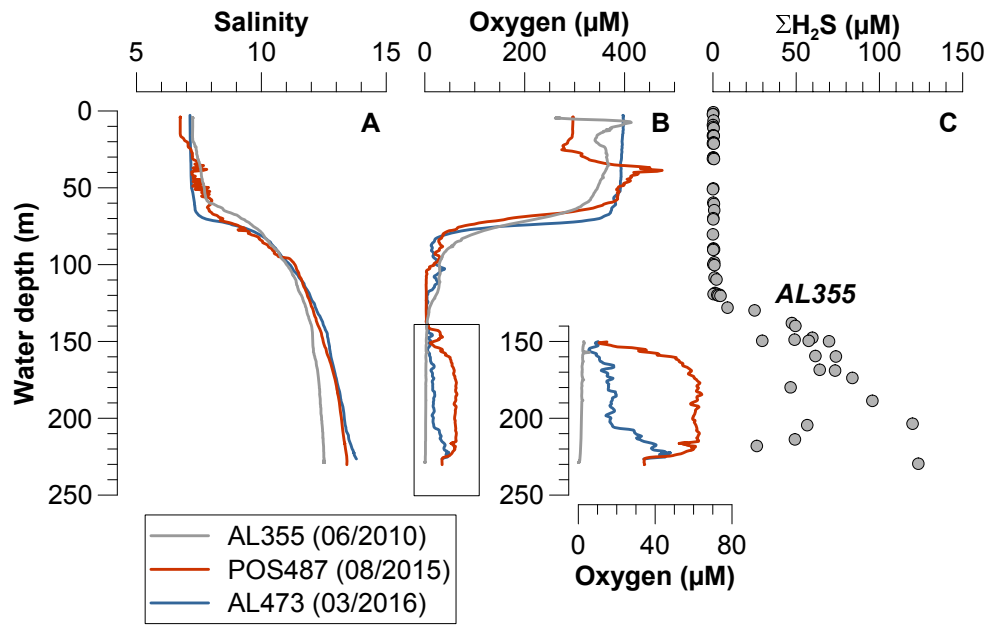 Salinity Oxygen (µM) ΣH₂S (µM)
5 10 15 0 200 400 0 50 100 150
A B C
0
50
100
150
200
250
Water depth (m)
AL355
150
200
250
0 40 80
Oxygen (µM)
AL355 (06/2010)
POS487 (08/2015)
AL473 (03/2016)